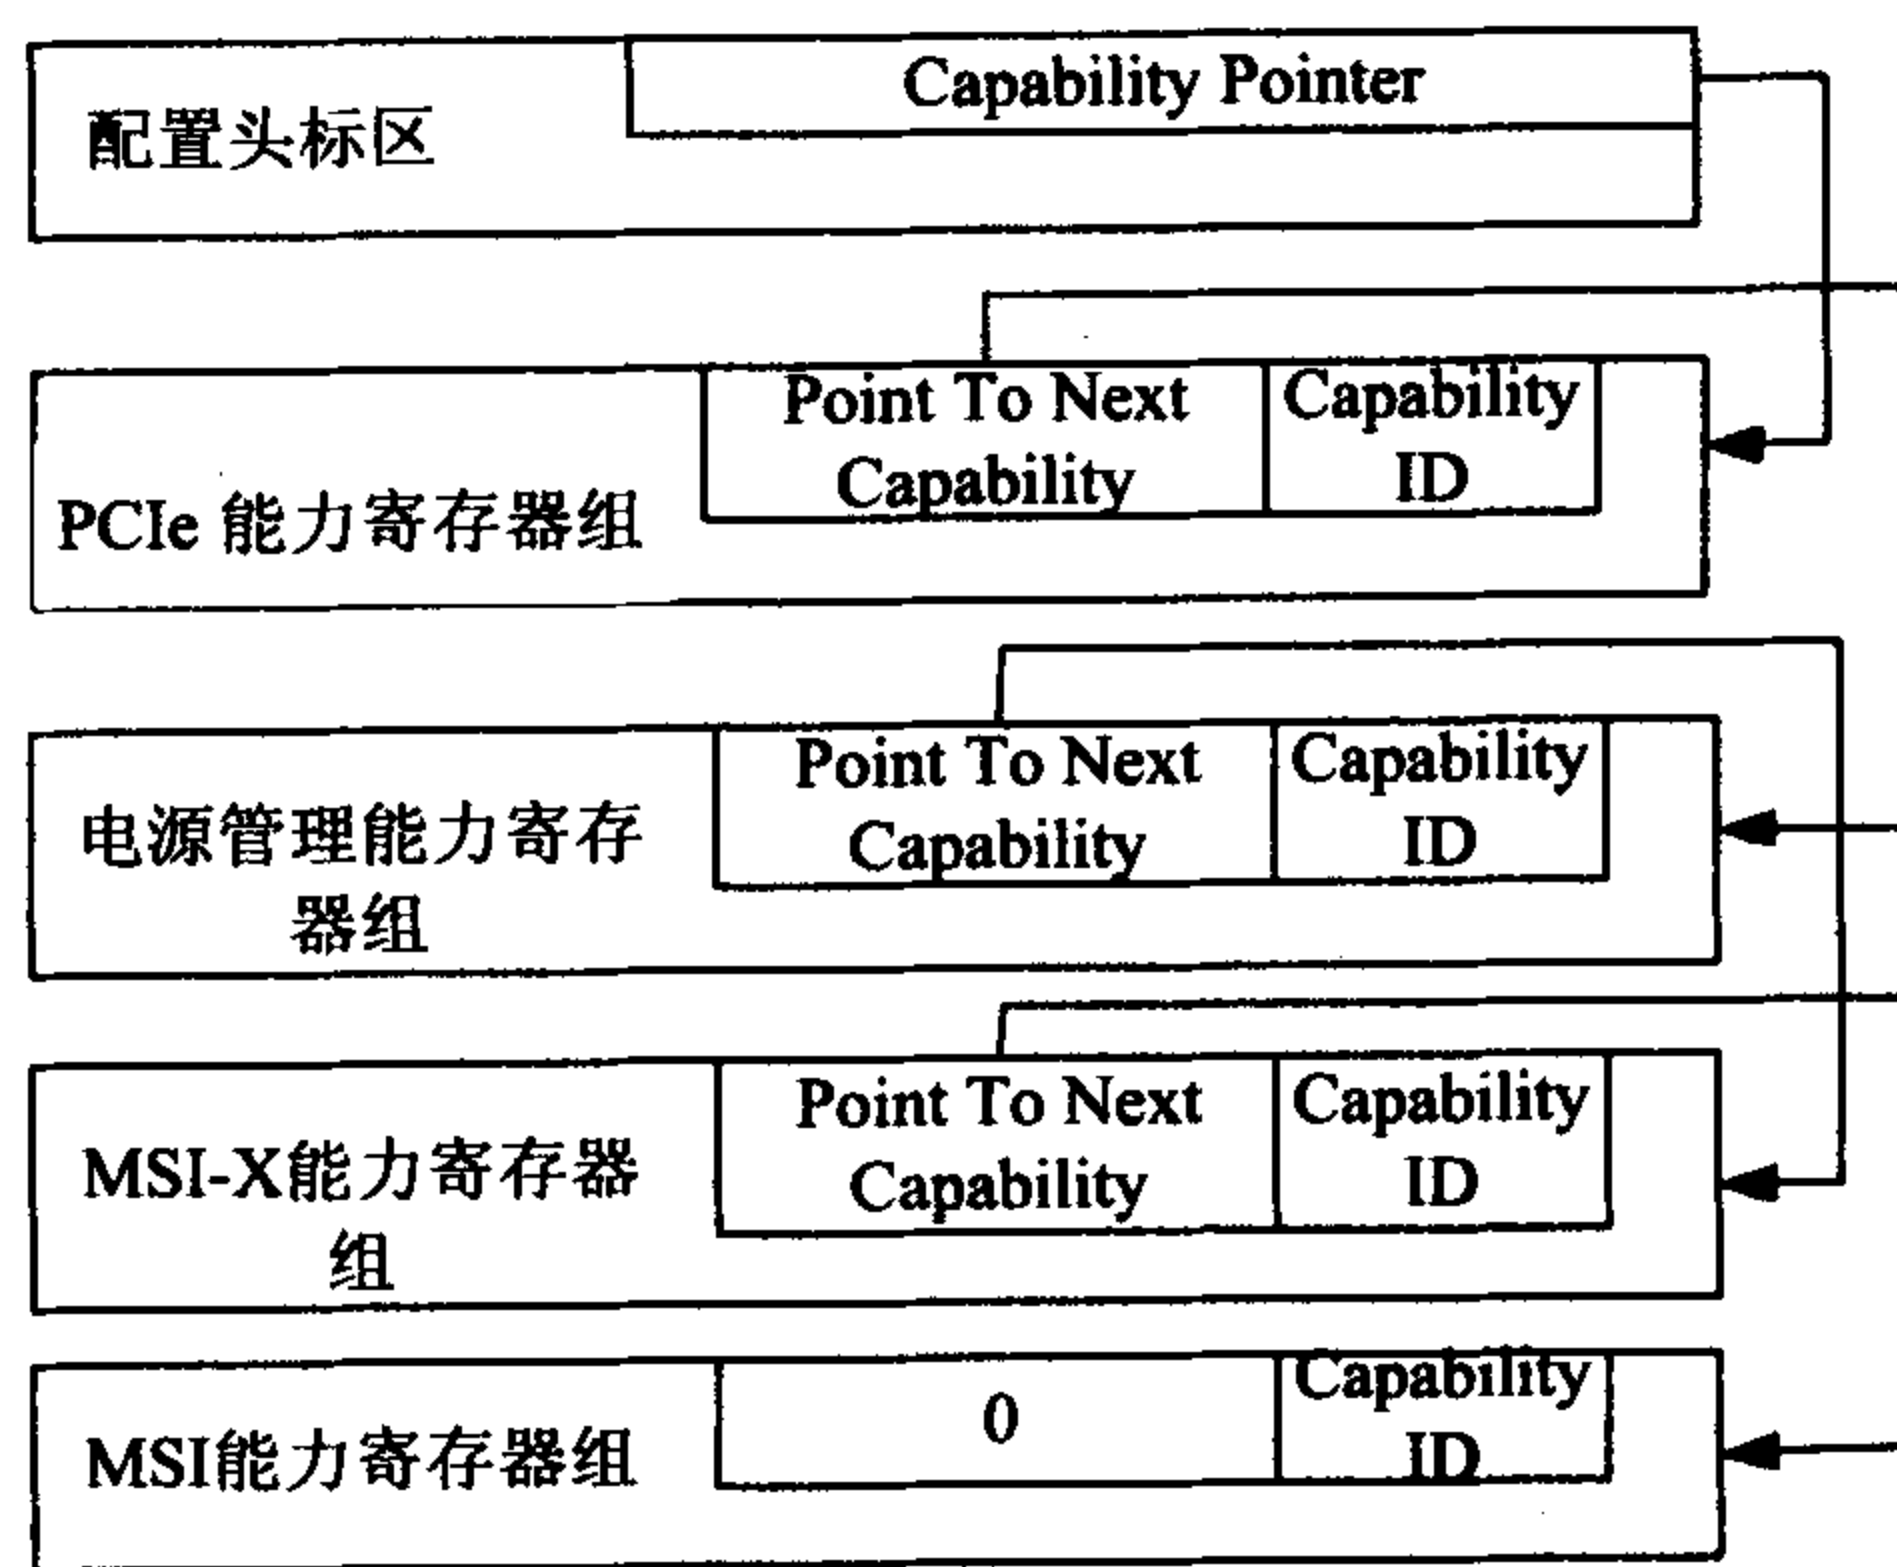 配置头标区
Capability Pointer
PCIe 能力寄存器组
Point To Next
Capability
Capability
ID
电源管理能力寄存
器组
Point To Next
Capability
Capability
ID
MSI-X能力寄存器
组
Point To Next
Capability
Capability
ID
MSI能力寄存器组
0
Capability
ID